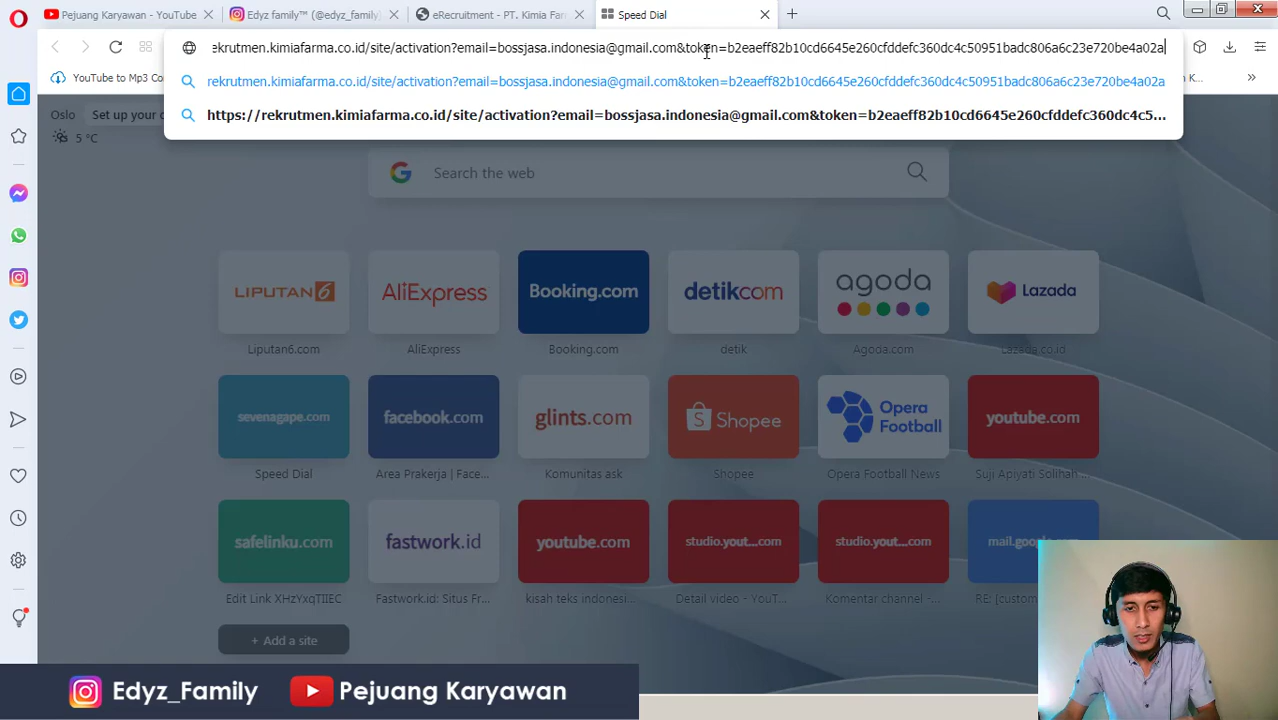 Pejuang Karyawan - YouTube
Edyz family™ (@edyz_family)
eRecruitment - PT. Kimia Far
Speed Dial
ekrutmen.kimiafarma.co.id/site/activation?email=bossjasa.indonesia@gmail.com&token=b2eaeff82b10cd6645e260cfddefc360dc4c50951badc806a6c23e720be4a02a
YouTube to Mp3 Co
rekrutmen.kimiafarma.co.id/site/activation?email=bossjasa.indonesia@gmail.com&token=b2eaeff82b10cd6645e260cfddefc360dc4c50951badc806a6c23e720be4a02a
https://rekrutmen.kimiafarma.co.id/site/activation?email=bossjasa.indonesia@gmail.com&token=b2eaeff82b10cd6645e260cfddefc360dc4c5...
Oslo
Set up your
5 °C
Search the web
LIPUTAN 6
AliExpress
Booking.com
detikcom
agoda
Lazada
Liputan6.com
AliExpress
Booking.com
detik
Agoda.com
Lazada.co.id
sevenagape.com
facebook.com
glints.com
Shopee
Opera Football
youtube.com
Speed Dial
Area Prakerja | Face...
Komunitas ask
Shopee
Opera Football News
Suji Apiyati Solihah
safelinku.com
fastwork.id
youtube.com
studio.yout...com
studio.yout...com
mail.google.com
Edit Link XHzYxqTIIEC
Fastwork.id: Situs Fr...
kisah teks indonesi...
Detail video - YouT...
Komentar channel -...
RE: [custom
+ Add a site
Edyz_Family
Pejuang Karyawan